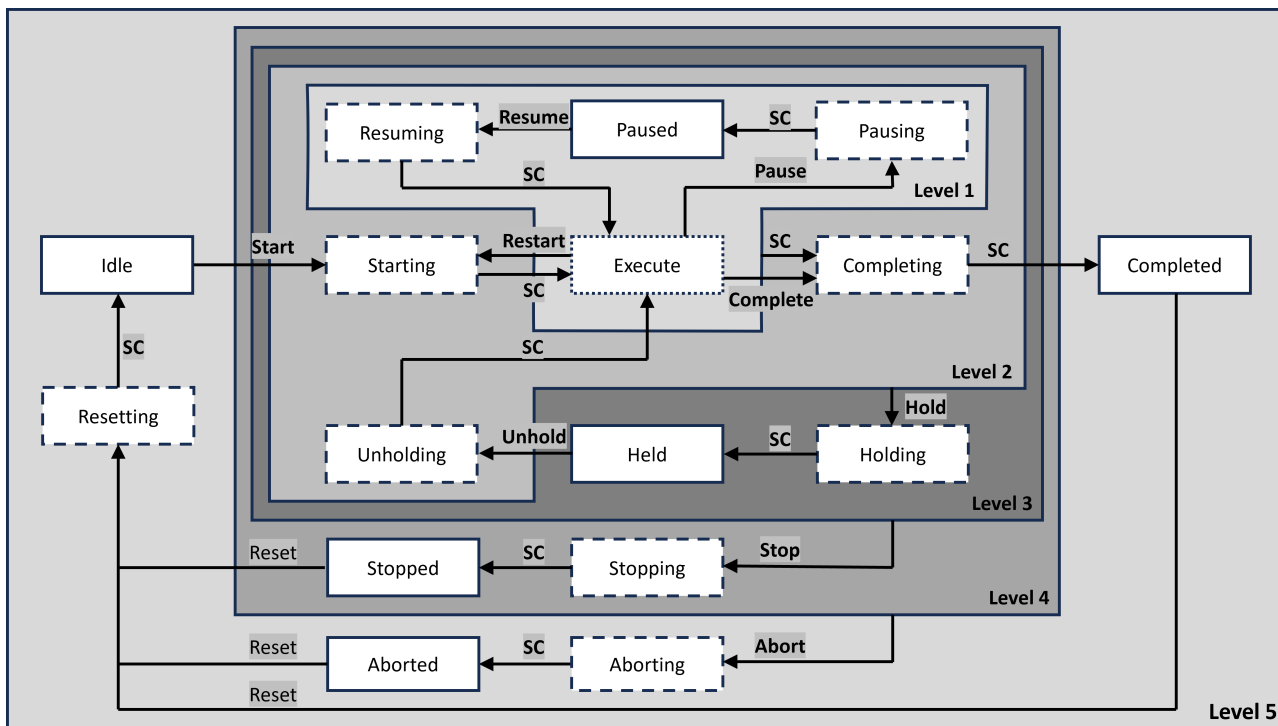 Resuming
Resume
Paused
SC
Pausing
SC
Pause
Level 1
Idle
Start
Starting
Restart
SC
Execute
SC
Complete
Completing
SC
Completed
SC
SC
Level 2
Resetting
Hold
Unholding
Unhold
Held
SC
Holding
Level 3
Reset
Stopped
SC
Stopping
Stop
Level 4
Reset
Aborted
SC
Aborting
Abort
Reset
Level 5